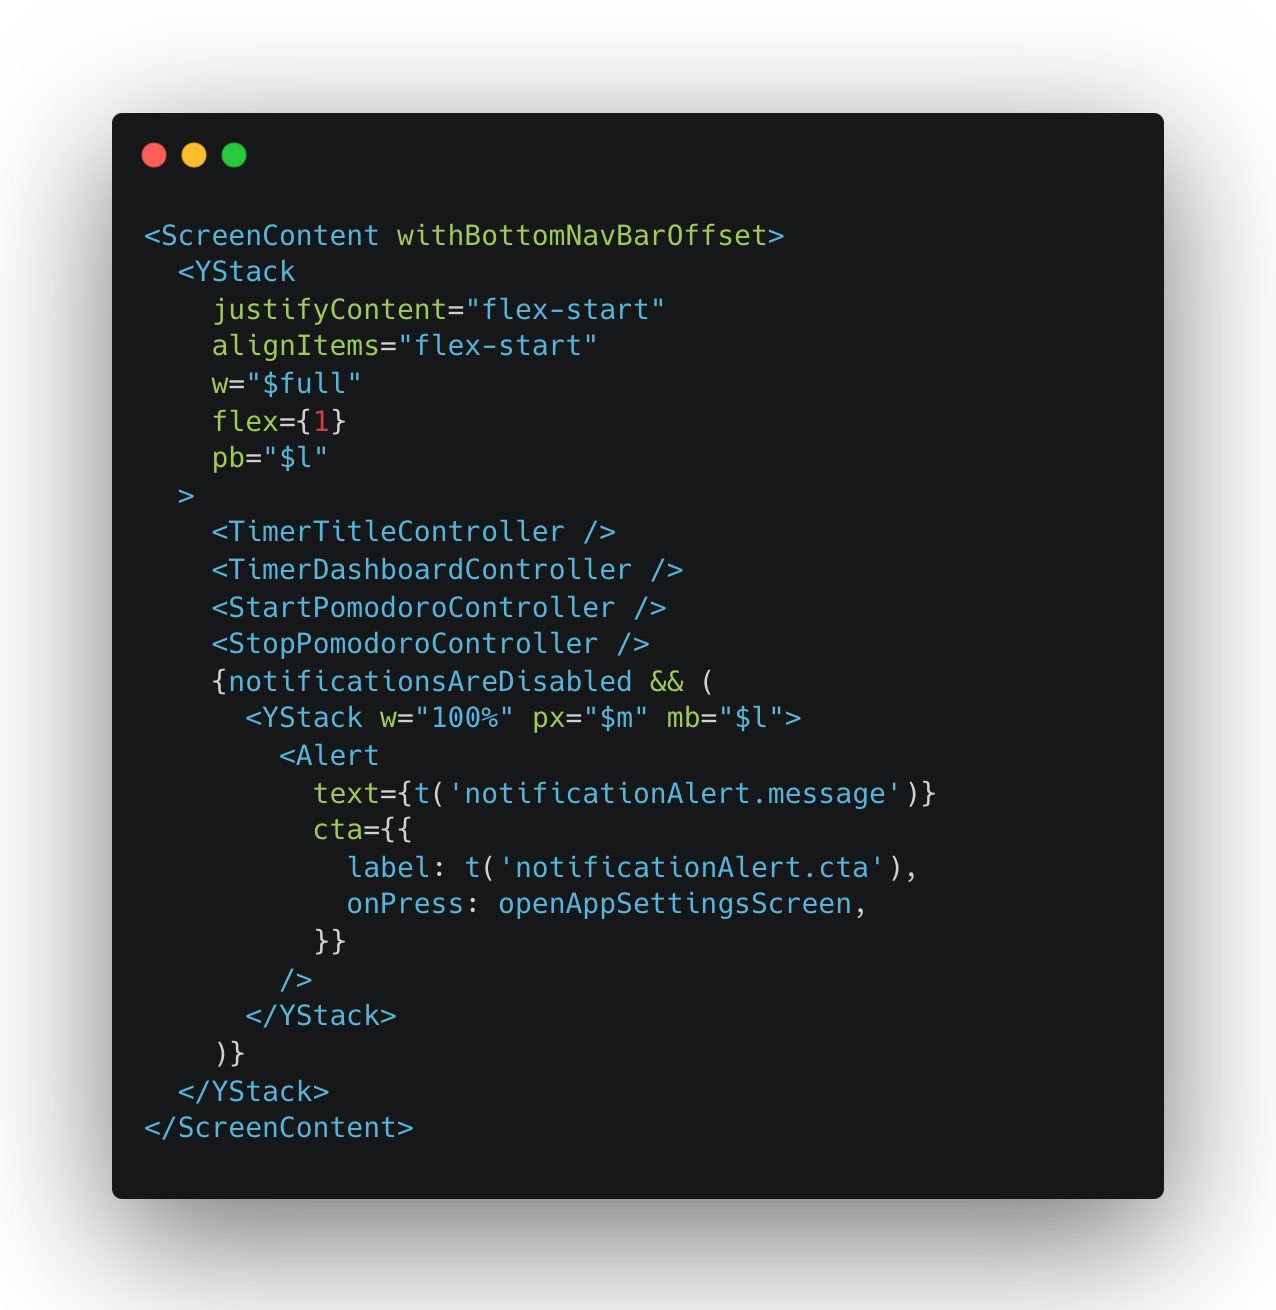 <ScreenContent withBottomNavBarOffset>
  <YStack
    justifyContent="flex-start"
    alignItems="flex-start"
    w="$full"
    flex={1}
    pb="$l"
  >
    <TimerTitleController />
    <TimerDashboardController />
    <StartPomodoroController />
    <StopPomodoroController />
    {notificationsAreDisabled && (
      <YStack w="100%" px="$m" mb="$l">
        <Alert
          text={t('notificationAlert.message')}
          cta={{
            label: t('notificationAlert.cta'),
            onPress: openAppSettingsScreen,
          }}
        />
      </YStack>
    )}
  </YStack>
</ScreenContent>